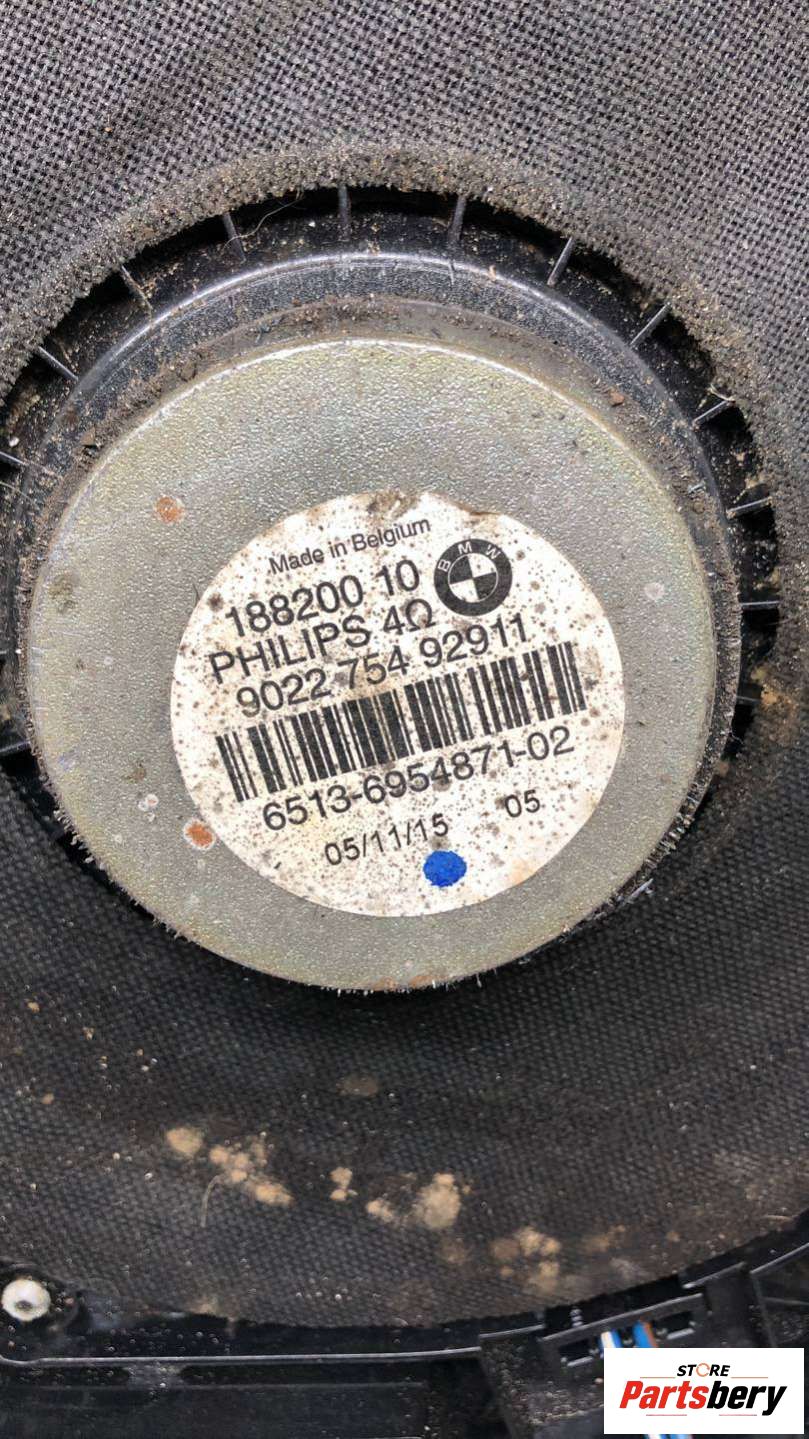 Made in Belgium
BMW
188200 10
PHILIPS 4Ω
9022 754 92911
6513-6954871-02
05/11/15 05
STORE
Partsbery